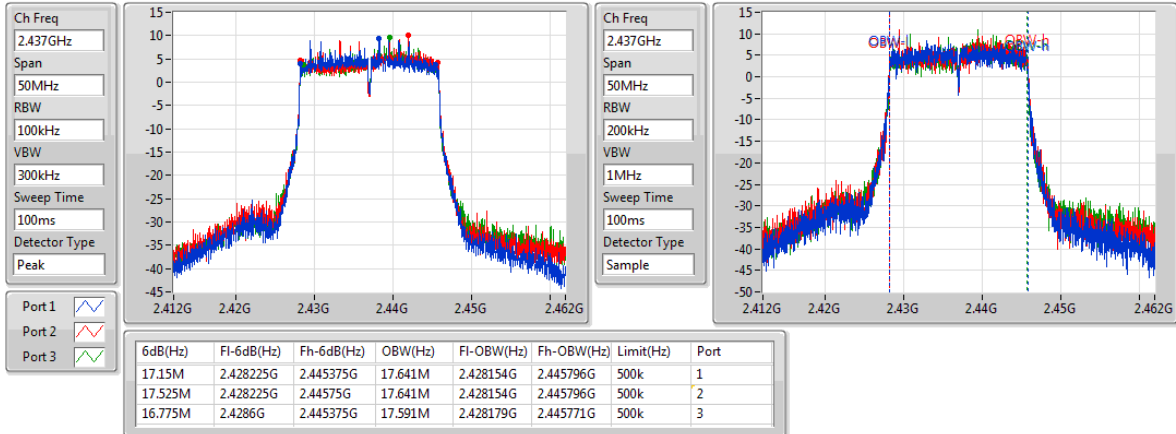 Ch Freq
2.437GHz
Span
50MHz
RBW
100kHz
VBW
300kHz
Sweep Time
100ms
Detector Type
Peak
Port 1
Port 2
Port 3
15
10
5
0
-5
-10
-15
-20
-25
-30
-35
-40
-45
2.412G 2.42G 2.43G 2.44G 2.45G 2.462G
Ch Freq
2.437GHz
Span
50MHz
RBW
200kHz
VBW
1MHz
Sweep Time
100ms
Detector Type
Sample
15
10
5
0
-5
-10
-15
-20
-25
-30
-35
-40
-45
-50
OBW-l OBW-h
2.412G 2.42G 2.43G 2.44G 2.45G 2.462G
6dB(Hz) Fl-6dB(Hz) Fh-6dB(Hz) OBW(Hz) Fl-OBW(Hz) Fh-OBW(Hz) Limit(Hz) Port
17.15M 2.428225G 2.445375G 17.641M 2.428154G 2.445796G 500k 1
17.525M 2.428225G 2.44575G 17.641M 2.428154G 2.445796G 500k 2
16.775M 2.4286G 2.445375G 17.591M 2.428179G 2.445771G 500k 3